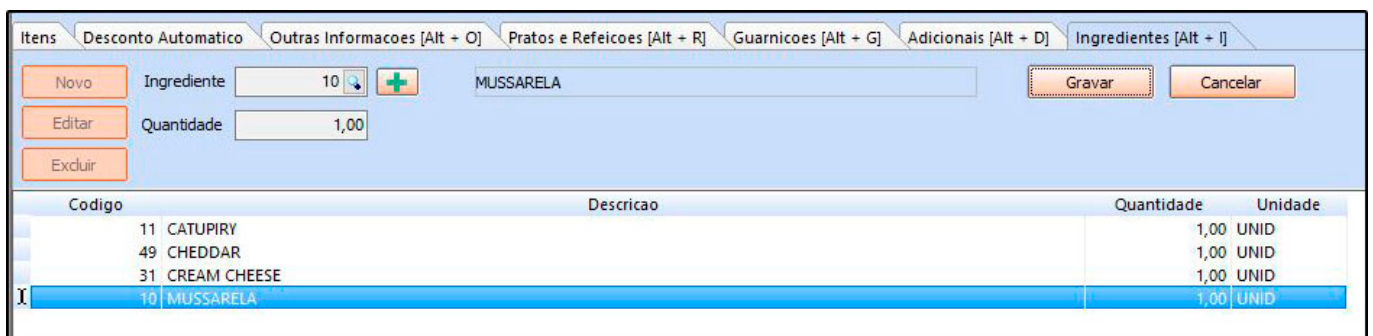 Itens Desconto Automatico Outras Informacoes [Alt + O] Pratos e Refeicoes [Alt + R] Guarnicoes [Alt + G] Adicionais [Alt + D] Ingredientes [Alt + I]
Novo Ingrediente 10 MUSSARELA Gravar Cancelar
Editar Quantidade 1,00
Excluir
Codigo Descricao Quantidade Unidade
11 CATUPIRY 1,00 UNID
49 CHEDDAR 1,00 UNID
31 CREAM CHEESE 1,00 UNID
10 MUSSARELA 1,00 UNID